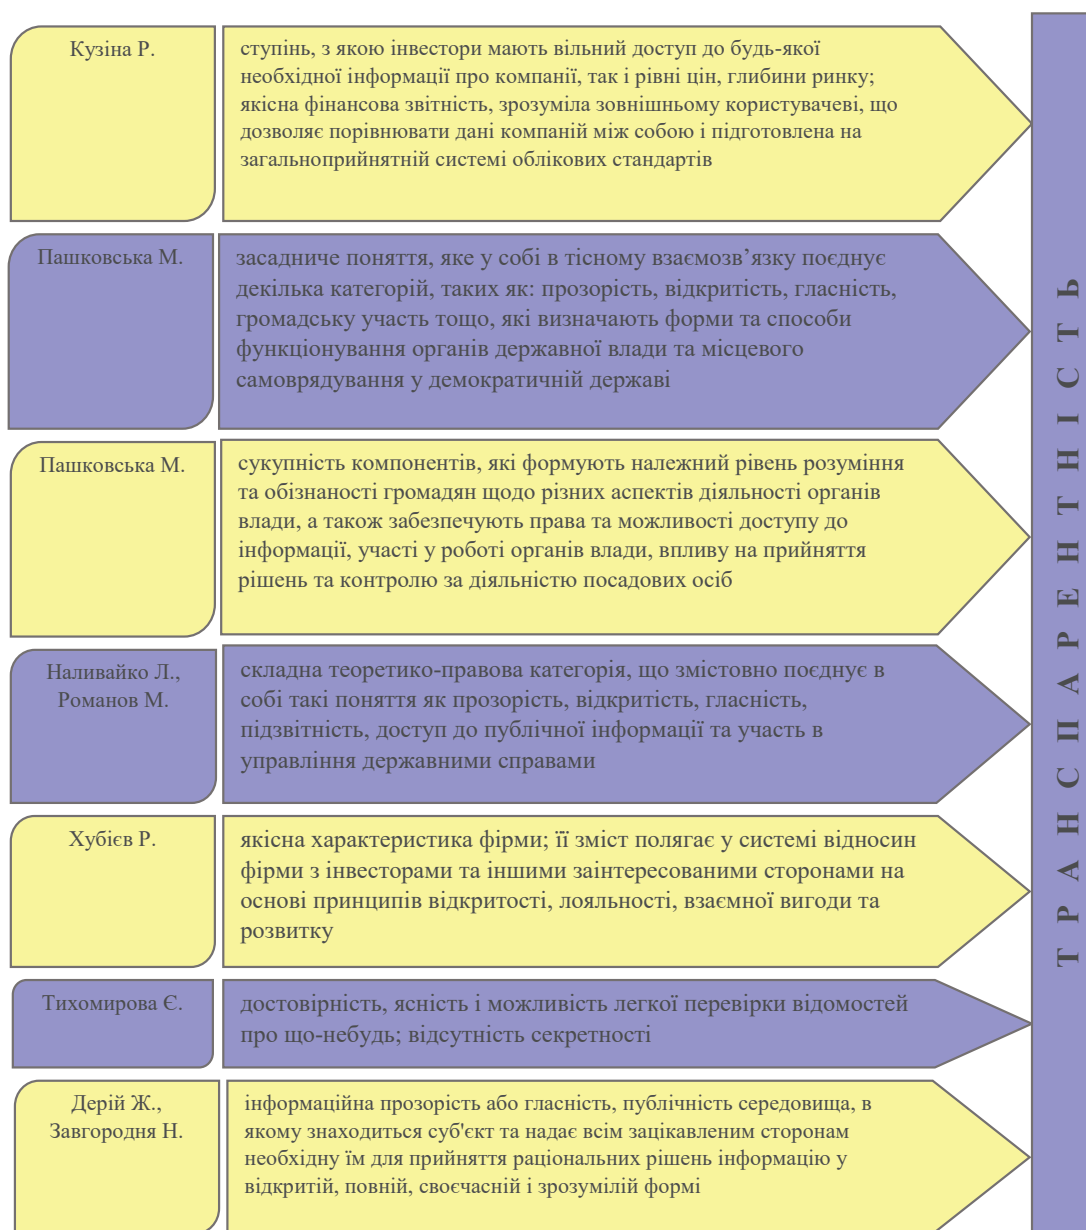 Кузіна Р.
ступінь, з якою інвестори мають вільний доступ до будь-якої
необхідної інформації про компанії, так і рівні цін, глибини ринку;
якісна фінансова звітність, зрозуміла зовнішньому користувачеві, що
дозволяє порівнювати дані компаній між собою і підготовлена на
загальноприйнятній системі облікових стандартів
Пашковська М.
засадниче поняття, яке у собі в тісному взаємозв’язку поєднує
декілька категорій, таких як: прозорість, відкритість, гласність,
громадську участь тощо, які визначають форми та способи
функціонування органів державної влади та місцевого
самоврядування у демократичній державі
Пашковська М.
сукупність компонентів, які формують належний рівень розуміння
та обізнаності громадян щодо різних аспектів діяльності органів
влади, а також забезпечують права та можливості доступу до
інформації, участі у роботі органів влади, впливу на прийняття
рішень та контролю за діяльністю посадових осіб
Наливайко Л.,
Романов М.
складна теоретико-правова категорія, що змістовно поєднує в
собі такі поняття як прозорість, відкритість, гласність,
підзвітність, доступ до публічної інформації та участь в
управління державними справами
Хубієв Р.
якісна характеристика фірми; її зміст полягає у системі відносин
фірми з інвесторами та іншими заінтересованими сторонами на
основі принципів відкритості, лояльності, взаємної вигоди та
розвитку
Тихомирова Є.
достовірність, ясність і можливість легкої перевірки відомостей
про що-небудь; відсутність секретності
Дерій Ж.,
Завгородня Н.
інформаційна прозорість або гласність, публічність середовища, в
якому знаходиться суб'єкт та надає всім зацікавленим сторонам
необхідну їм для прийняття раціональних рішень інформацію у
відкритій, повній, своєчасній і зрозумілій формі
ТРАНСПАРЕНТНІСТЬ